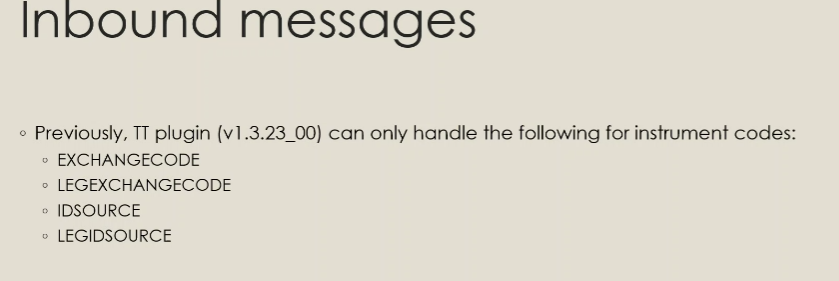 Inbound messages
◦ Previously, TT plugin (v1.3.23_00) can only handle the following for instrument codes:
◦ EXCHANGECODE
◦ LEGEXCHANGECODE
◦ IDSOURCE
◦ LEGIDSOURCE